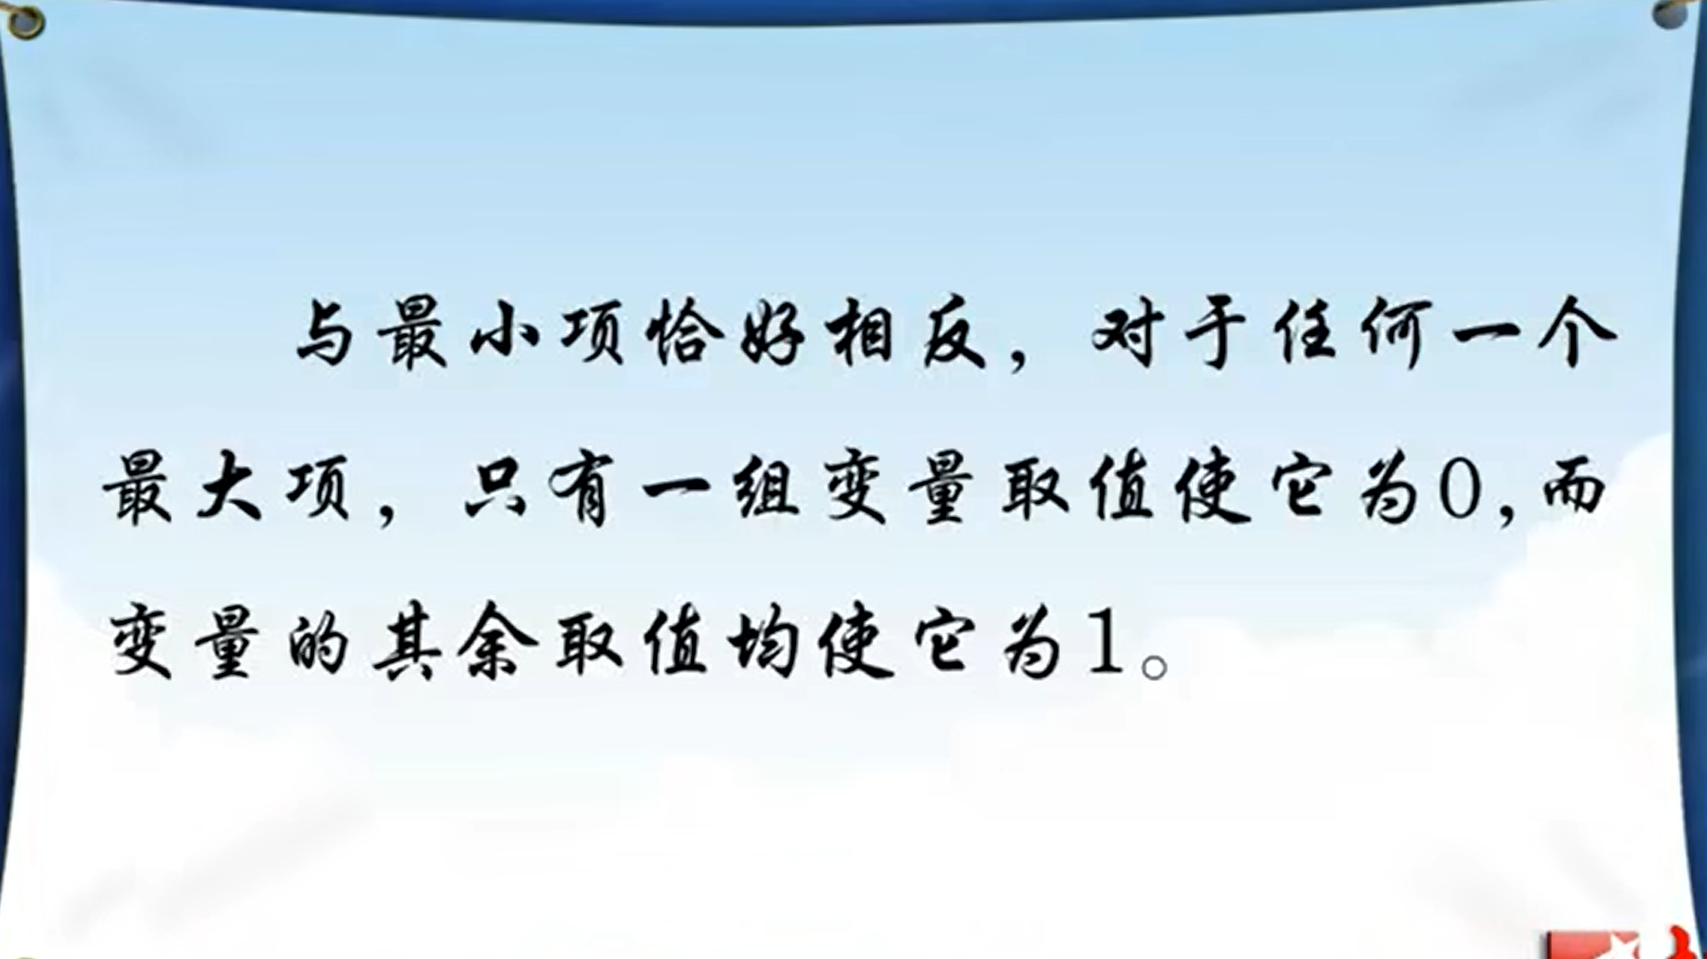 与最小项恰好相反，对于任何一个
最大项，只有一组变量取值使它为0，而
变量的其余取值均使它为1。